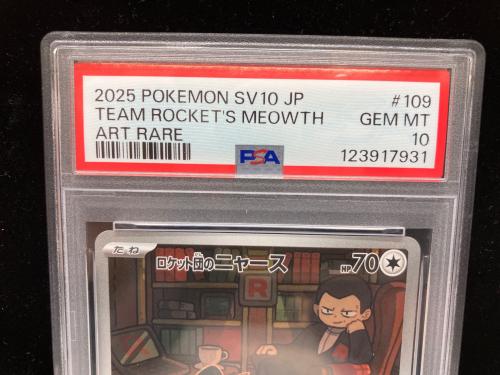 2025 POKEMON SV10 JP #109
TEAM ROCKET'S MEOWTH GEM MT
ART RARE 10
PSA 123917931
たね ロケット団のニャース HP70
R